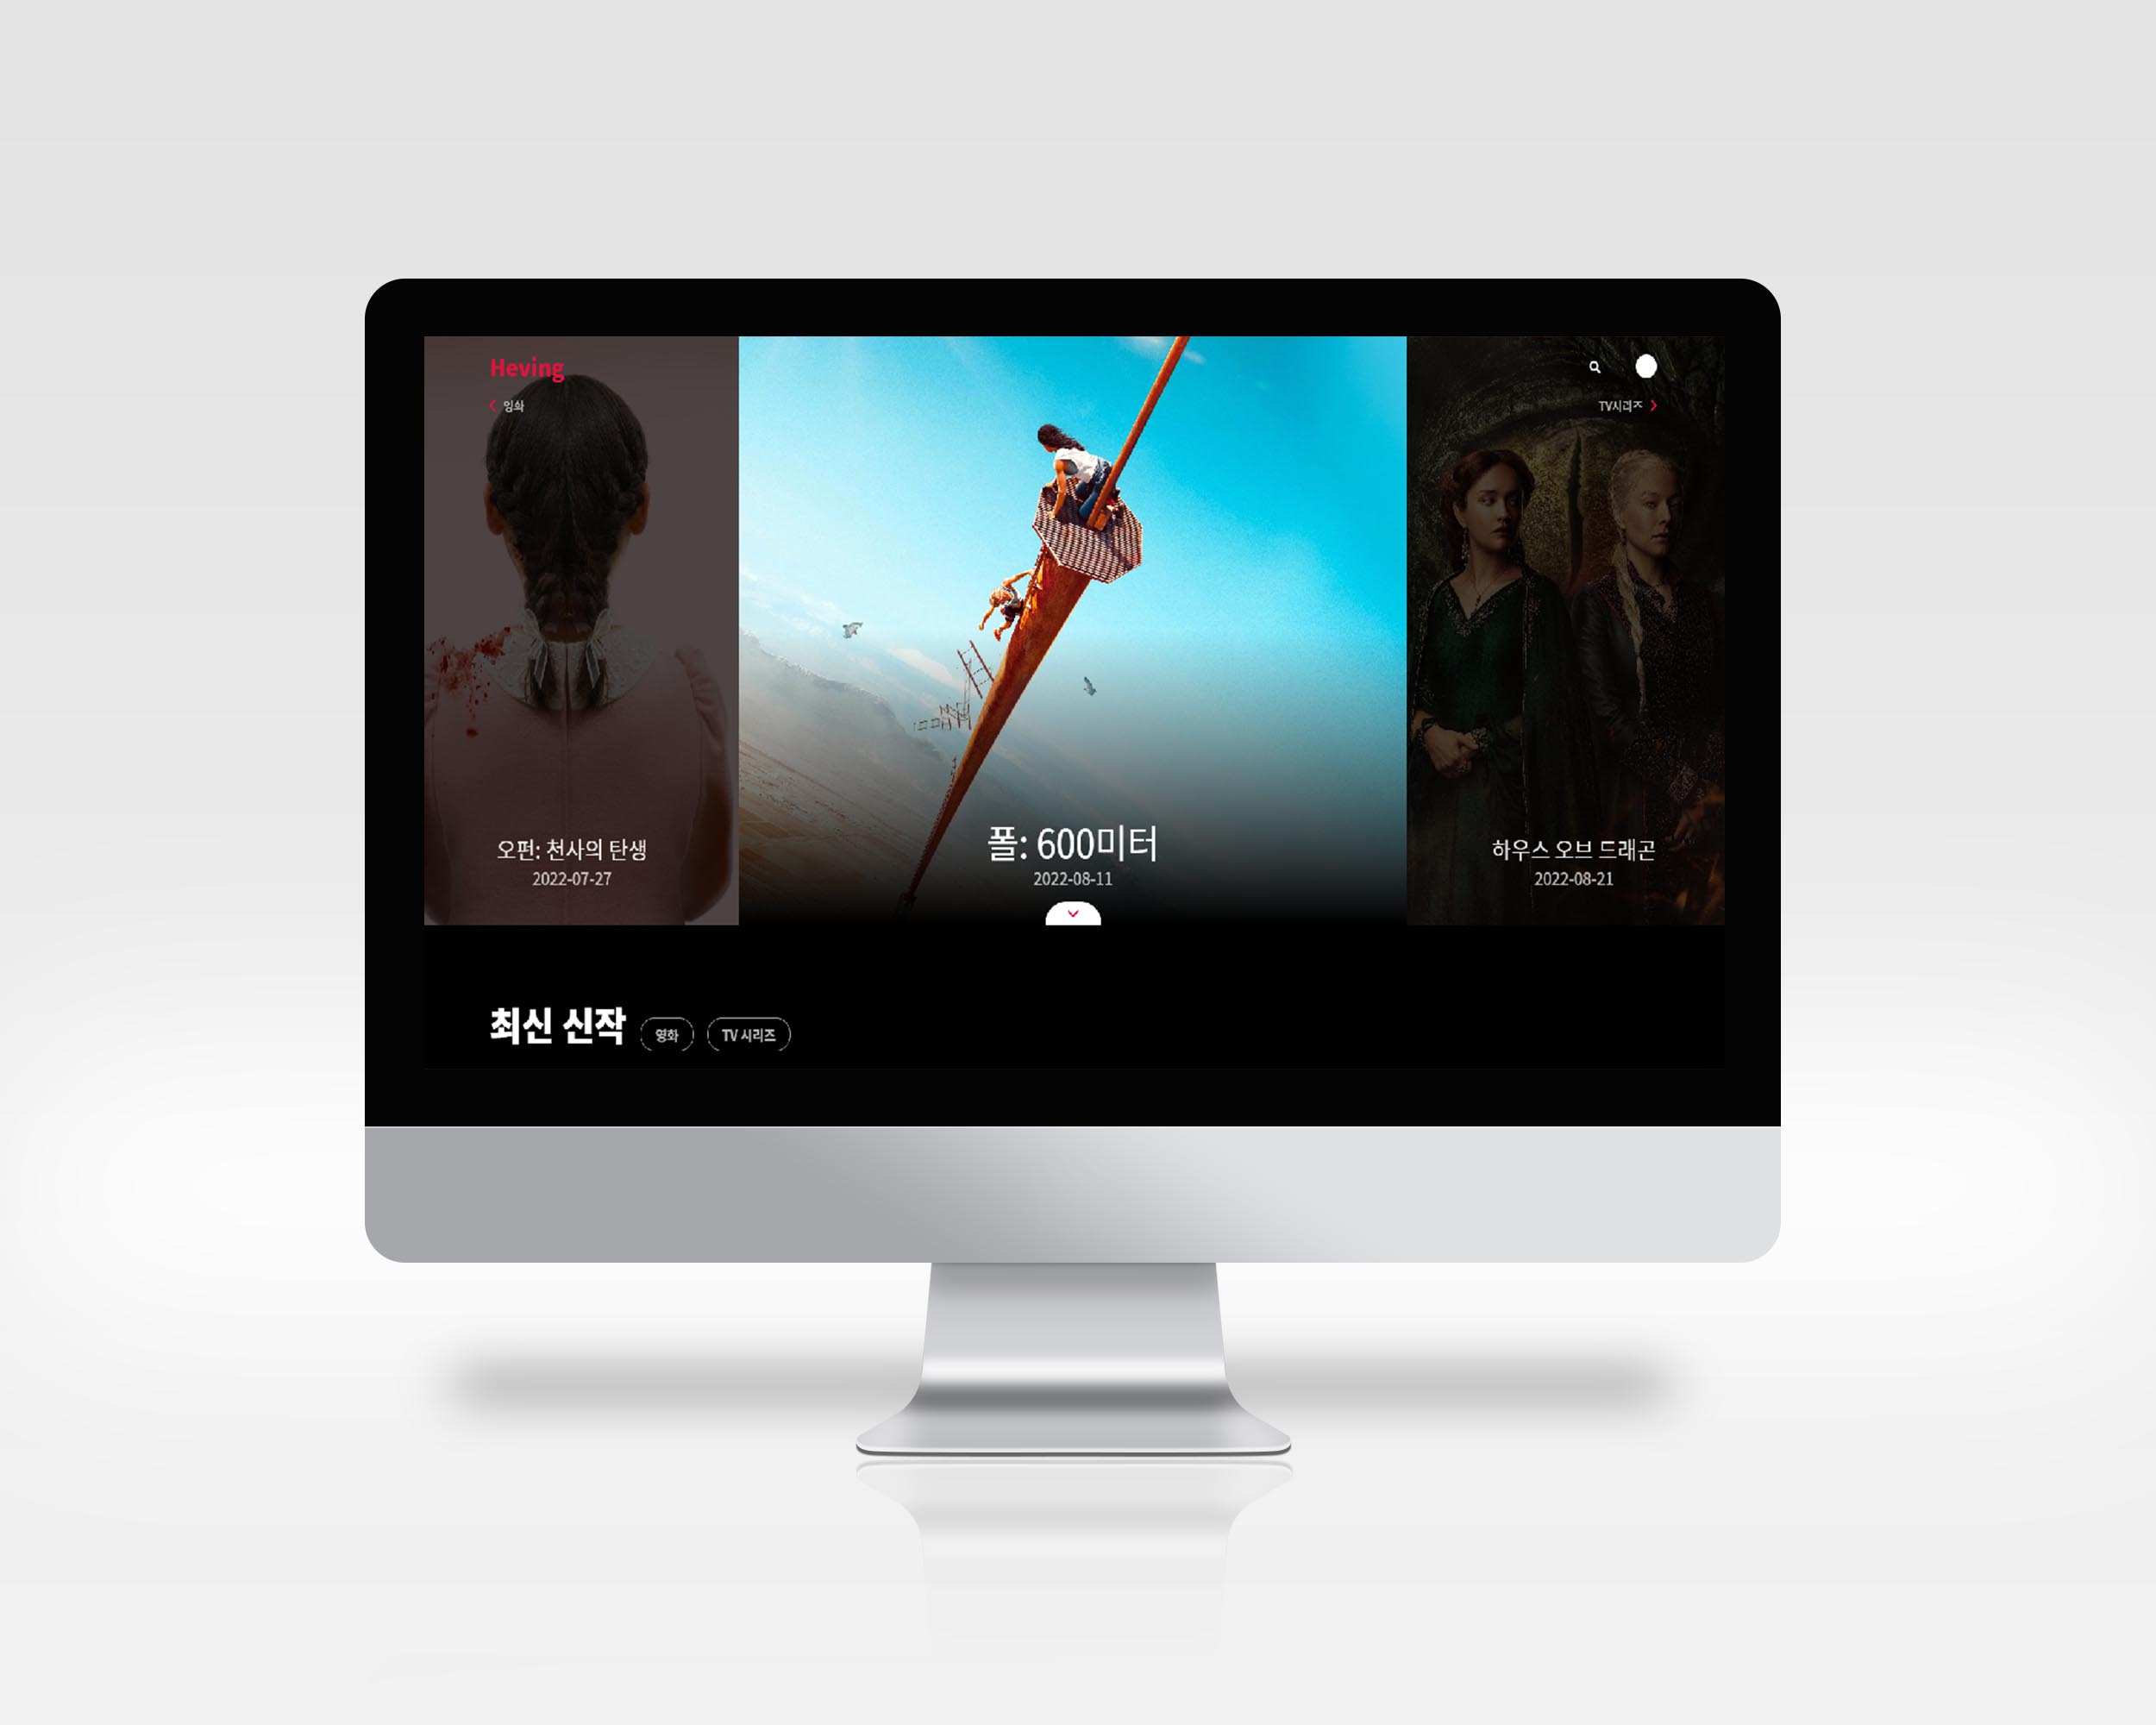 Heving
영화
TV시리즈
오펀: 천사의 탄생
2022-07-27
폴: 600미터
2022-08-11
하우스 오브 드래곤
2022-08-21
최신 신작
영화
TV 시리즈